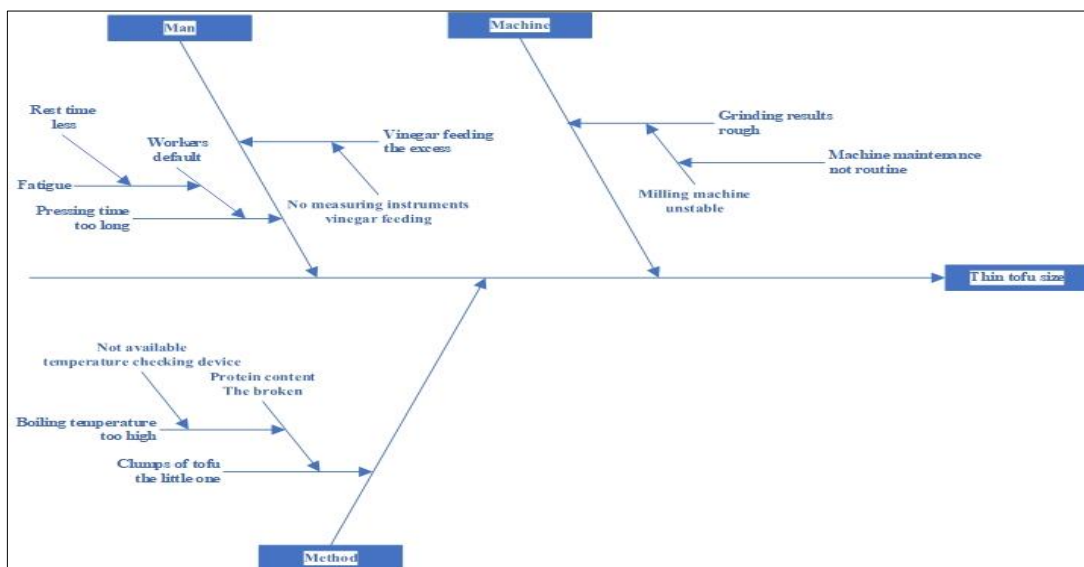 Man
Machine
Rest time
less
Workers
default
Vinegar feeding
the excess
Grinding results
rough
Machine maintenance
not routine
Fatigue
Pressing time
too long
No measuring instruments
vinegar feeding
Milling machine
unstable
Thin tofu size
Not available
temperature checking device
Protein content
The broken
Boiling temperature
too high
Clumps of tofu
the little one
Method